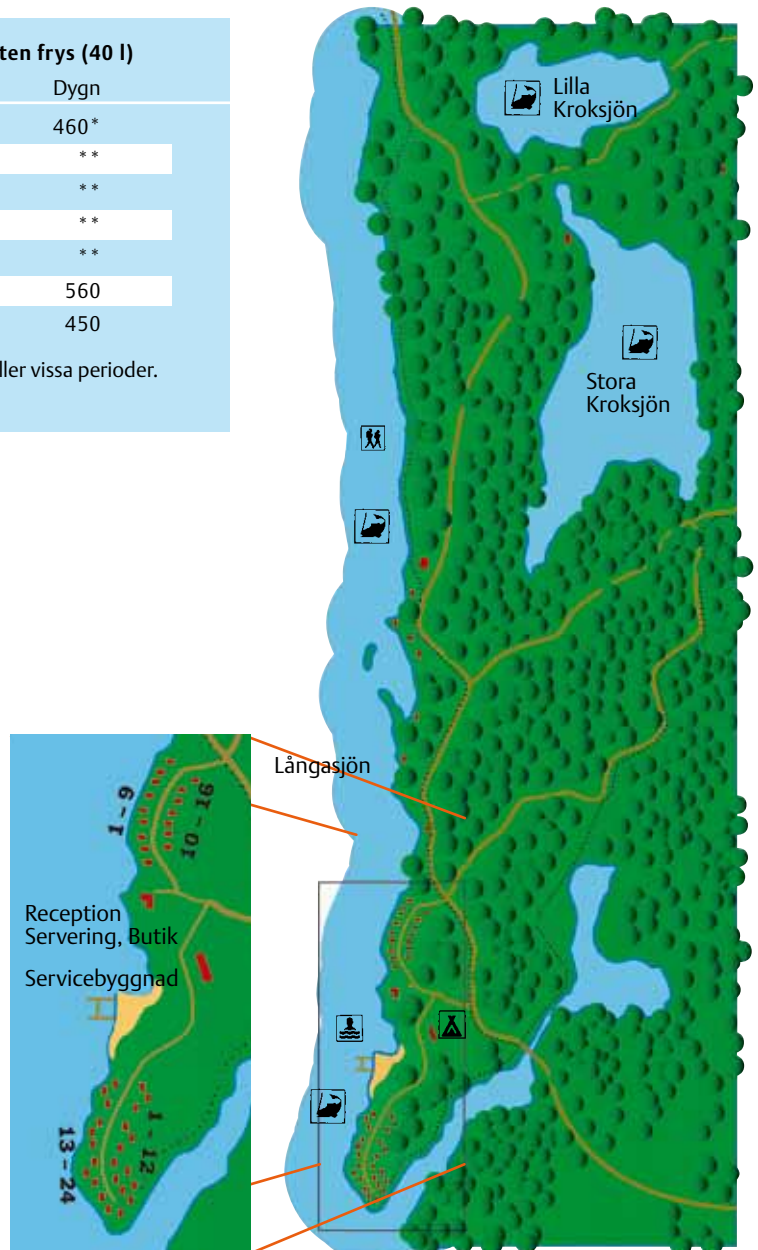 ten frys (40 l)
Dygn
460*
**
**
**
**
560
450
ller vissa perioder.
Lilla
Kroksjön
Stora
Kroksjön
Långasjön
1 – 9
10 – 16
Reception
Servering, Butik
Servicebyggnad
1 – 12
13 – 24